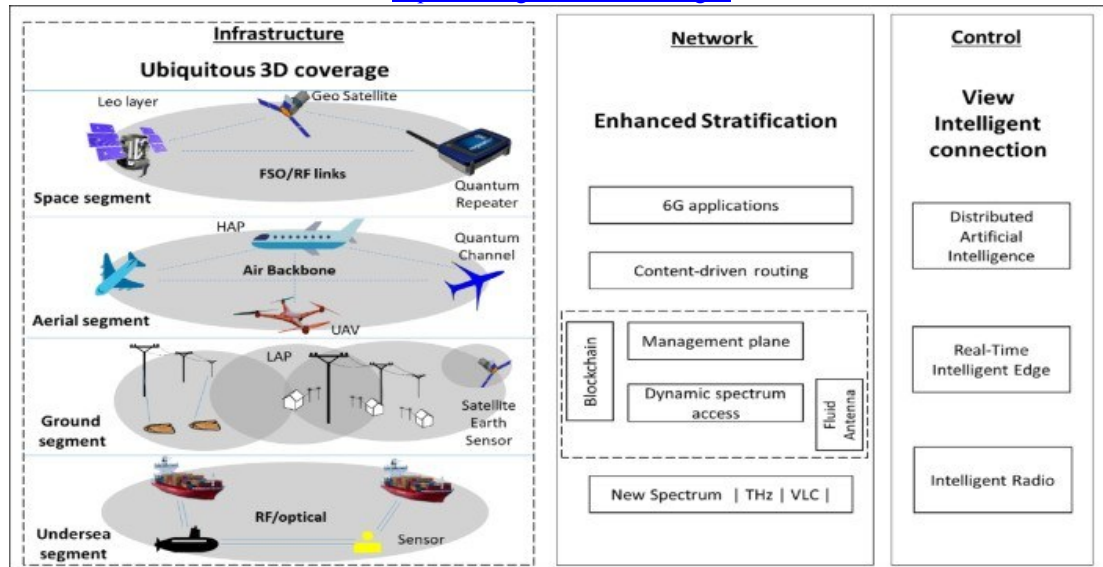 Infrastructure
Ubiquitous 3D coverage
Leo layer
Geo Satellite
FSO/RF links
Space segment
Quantum
Repeater
HAP
Quantum
Channel
Air Backbone
Aerial segment
UAV
LAP
Ground
segment
Satellite
Earth
Sensor
RF/optical
Undersea
segment
Sensor
Network
Enhanced Stratification
6G applications
Content-driven routing
Blockchain
Management plane
Dynamic spectrum
access
Fluid
Antenna
New Spectrum | THz | VLC |
Control
View
Intelligent
connection
Distributed
Artificial
Intelligence
Real-Time
Intelligent Edge
Intelligent Radio